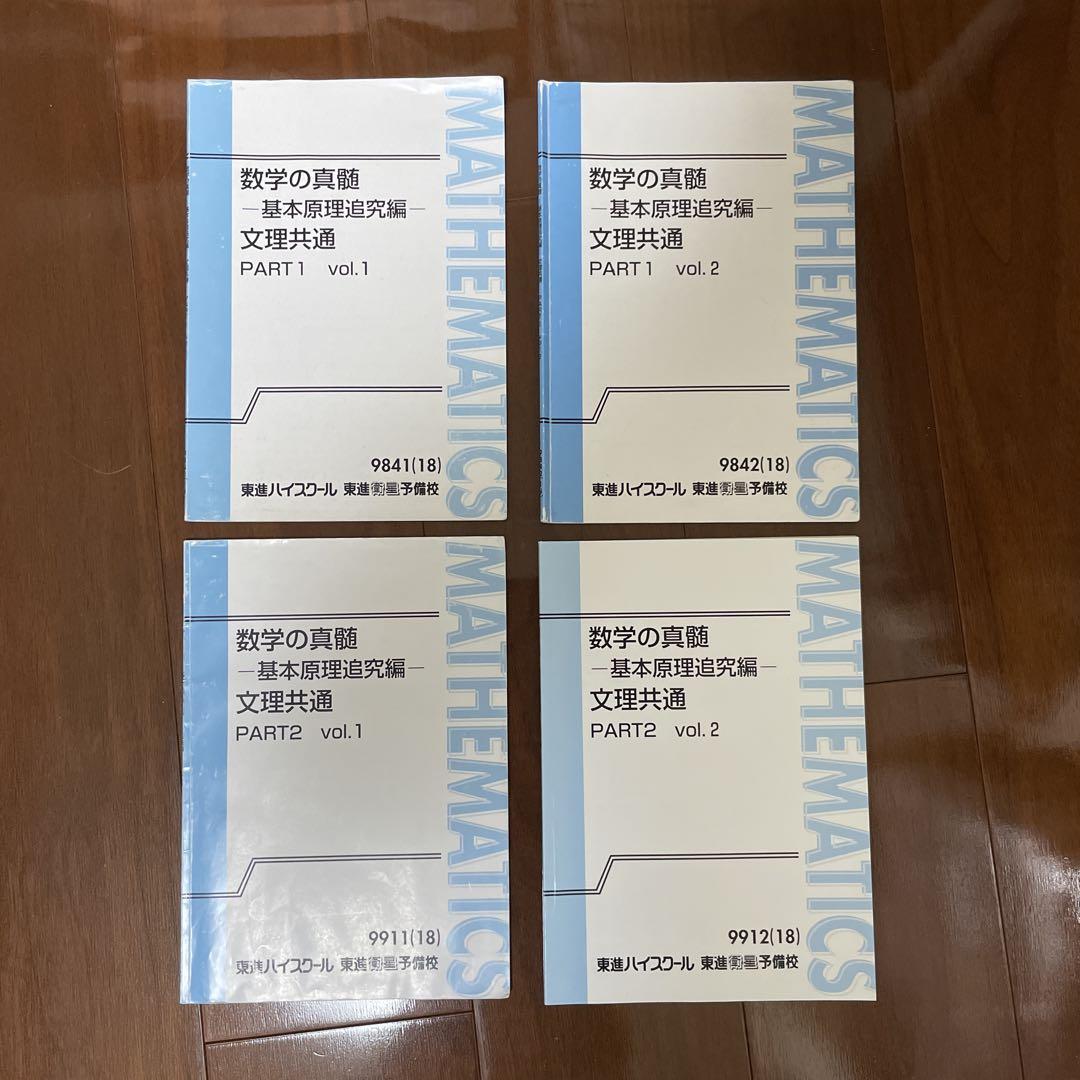 数学の真髄
―基本原理追究編―
文理共通
PART1 vol.1
9841(18)
東進ハイスクール 東進衛星予備校
MATHEMATICS
数学の真髄
―基本原理追究編―
文理共通
PART1 vol.2
9842(18)
東進ハイスクール 東進衛星予備校
MATHEMATICS
数学の真髄
―基本原理追究編―
文理共通
PART2 vol.1
9911(18)
東進ハイスクール 東進衛星予備校
MATHEMATICS
数学の真髄
―基本原理追究編―
文理共通
PART2 vol.2
9912(18)
東進ハイスクール 東進衛星予備校
MATHEMATICS